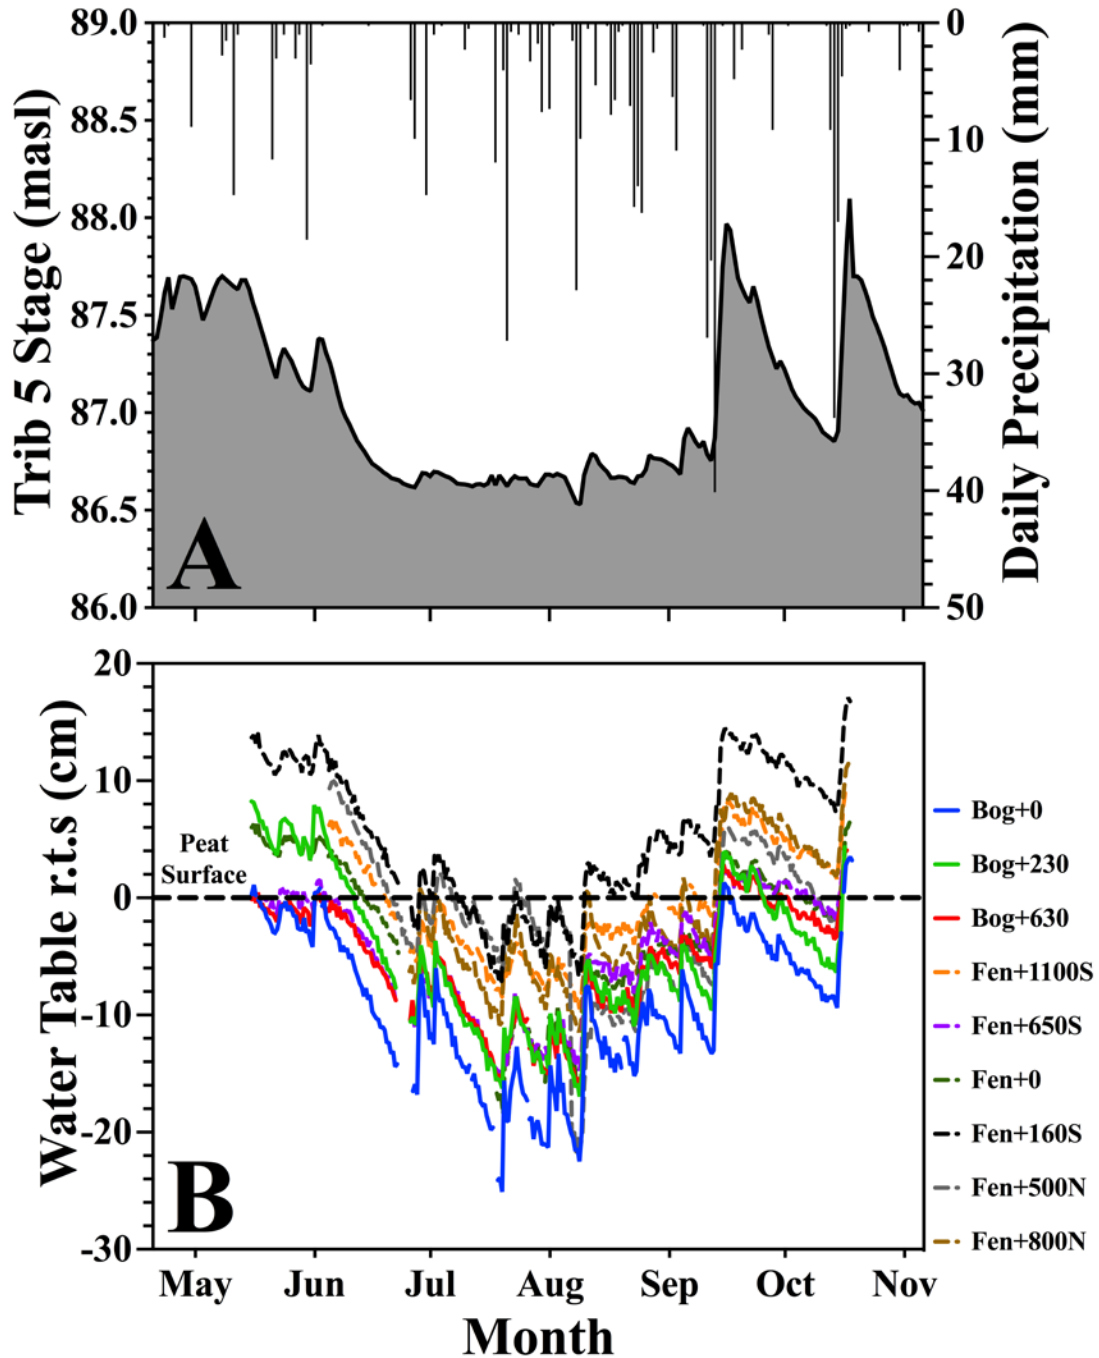 89.0
88.5
88.0
87.5
87.0
86.5
86.0
Trib 5 Stage (masl)
0
10
20
30
40
50
Daily Precipitation (mm)
A
20
10
0
-10
-20
-30
Water Table r.t.s (cm)
Peat
Surface
B
May Jun Jul Aug Sep Oct Nov
Month
Bog+0
Bog+230
Bog+630
Fen+1100S
Fen+650S
Fen+0
Fen+160S
Fen+500N
Fen+800N